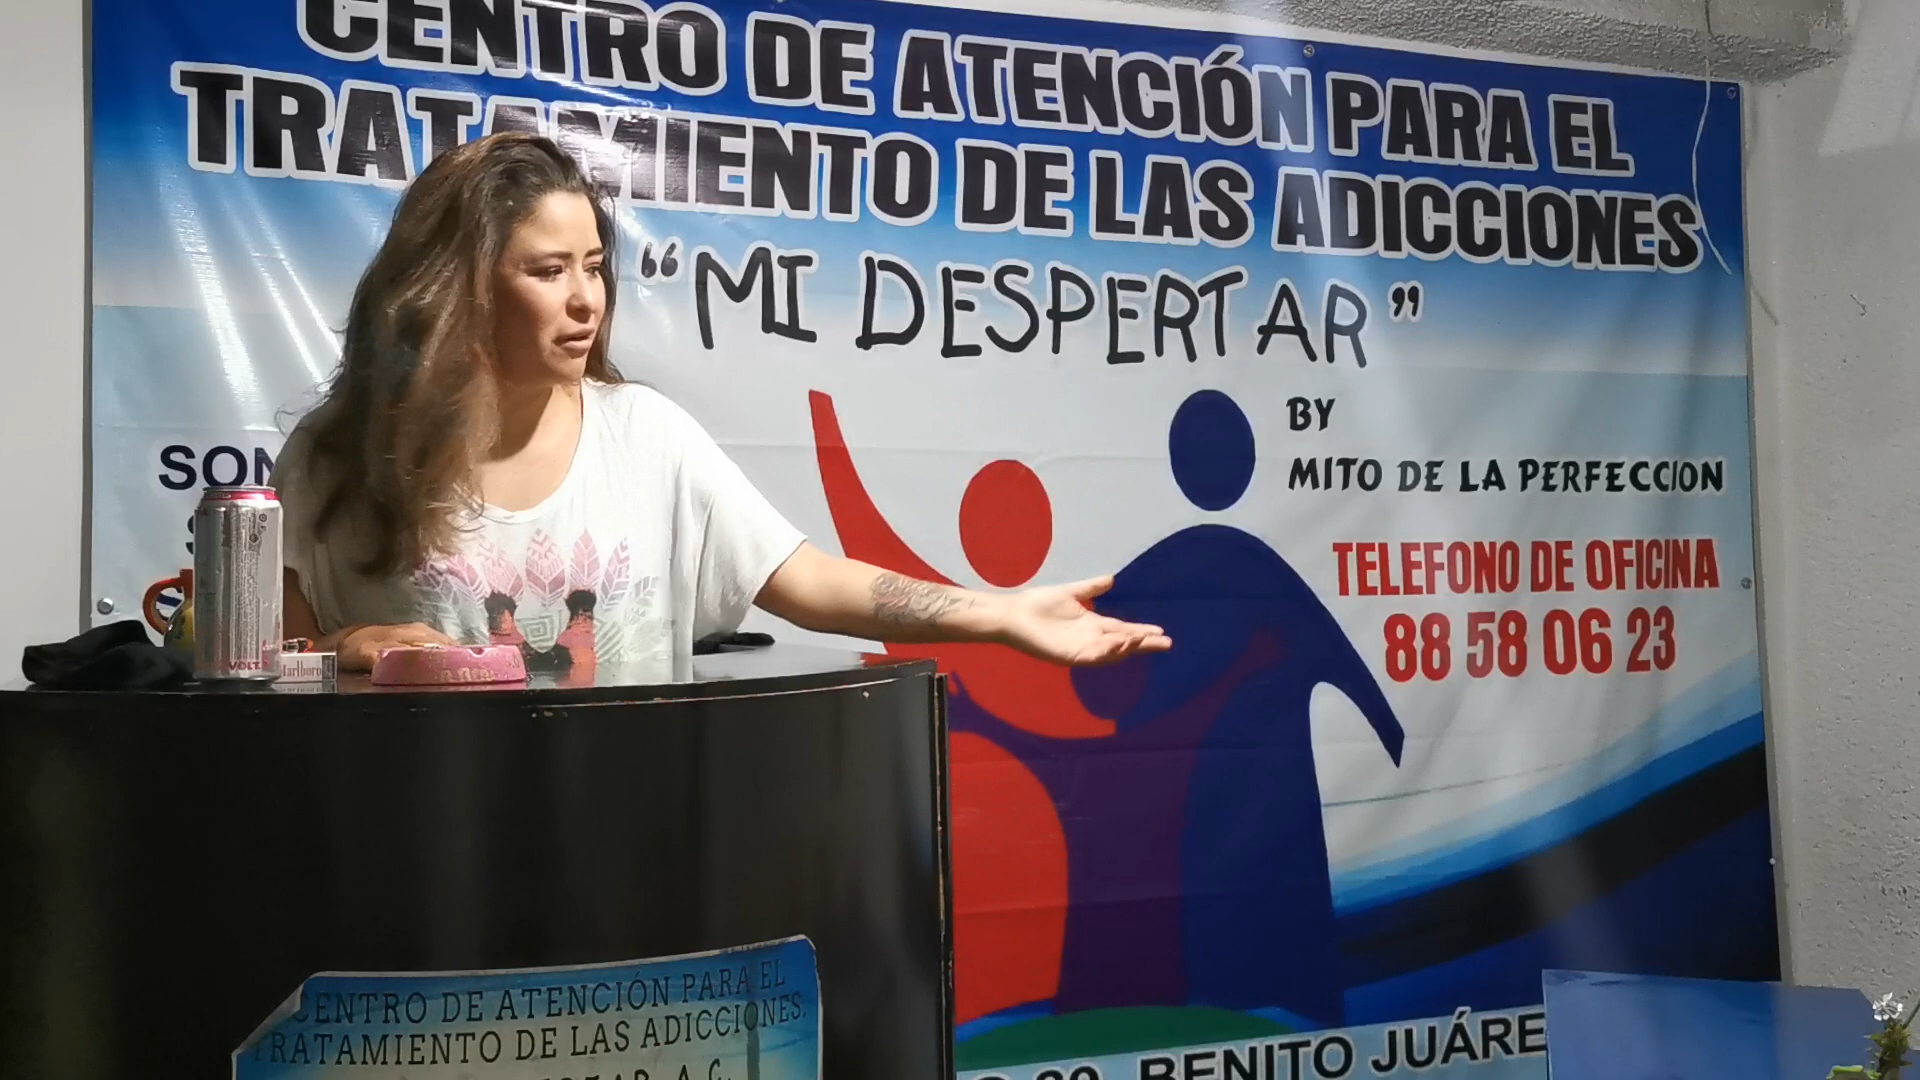 CENTRO DE ATENCIÓN PARA EL
TRATAMIENTO DE LAS ADICCIONES
“MI DESPERTAR”
BY
MITO DE LA PERFECCION
TELEFONO DE OFICINA
88 58 06 23
SON
VOLT
Marlboro
CENTRO DE ATENCIÓN PARA EL
TRATAMIENTO DE LAS ADICCIONES.
A.C.
BENITO JUÁRE